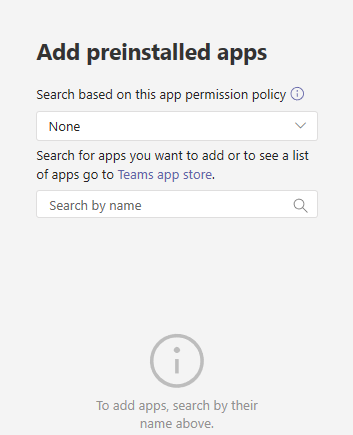 Add preinstalled apps
Search based on this app permission policy
None
Search for apps you want to add or to see a list
of apps go to Teams app store.
Search by name
To add apps, search by their
name above.